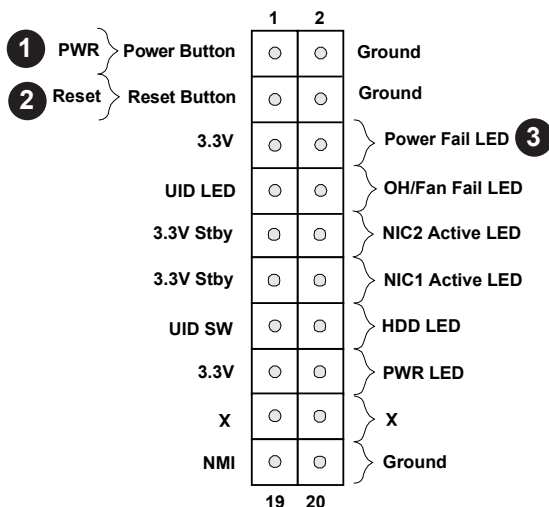 1 2
1 PWR Power Button Ground
2 Reset Reset Button Ground
3.3V Power Fail LED 3
UID LED OH/Fan Fail LED
3.3V Stby NIC2 Active LED
3.3V Stby NIC1 Active LED
UID SW HDD LED
3.3V PWR LED
X X
NMI Ground
19 20